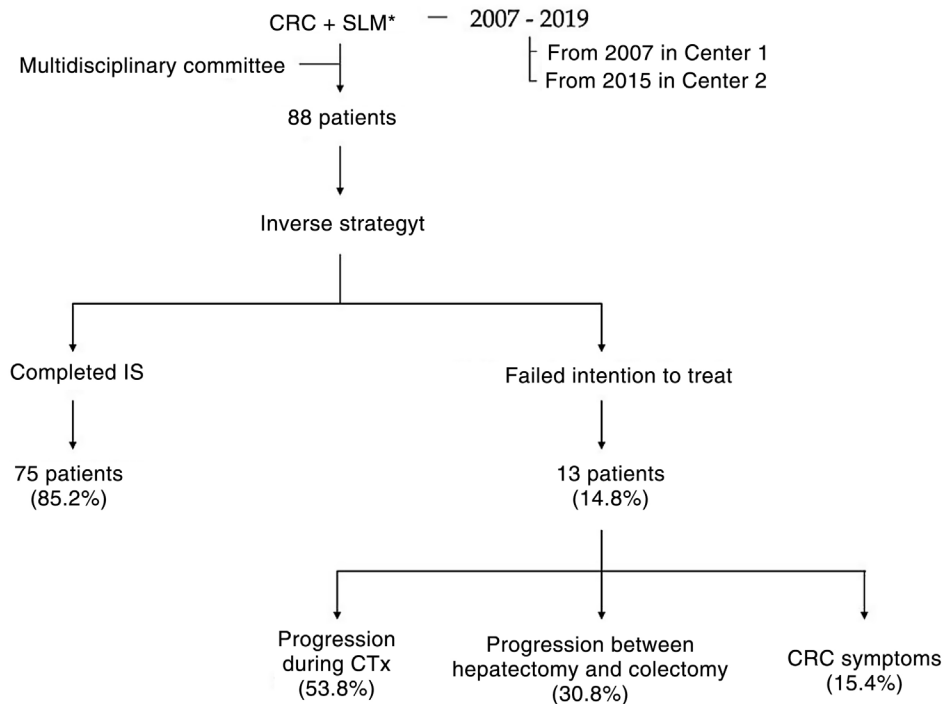 CRC + SLM* — 2007 - 2019
From 2007 in Center 1
Multidisciplinary committee
From 2015 in Center 2
88 patients
Inverse strategyt
Completed IS
Failed intention to treat
75 patients
(85.2%)
13 patients
(14.8%)
Progression
during CTx
(53.8%)
Progression between
hepatectomy and colectomy
(30.8%)
CRC symptoms
(15.4%)